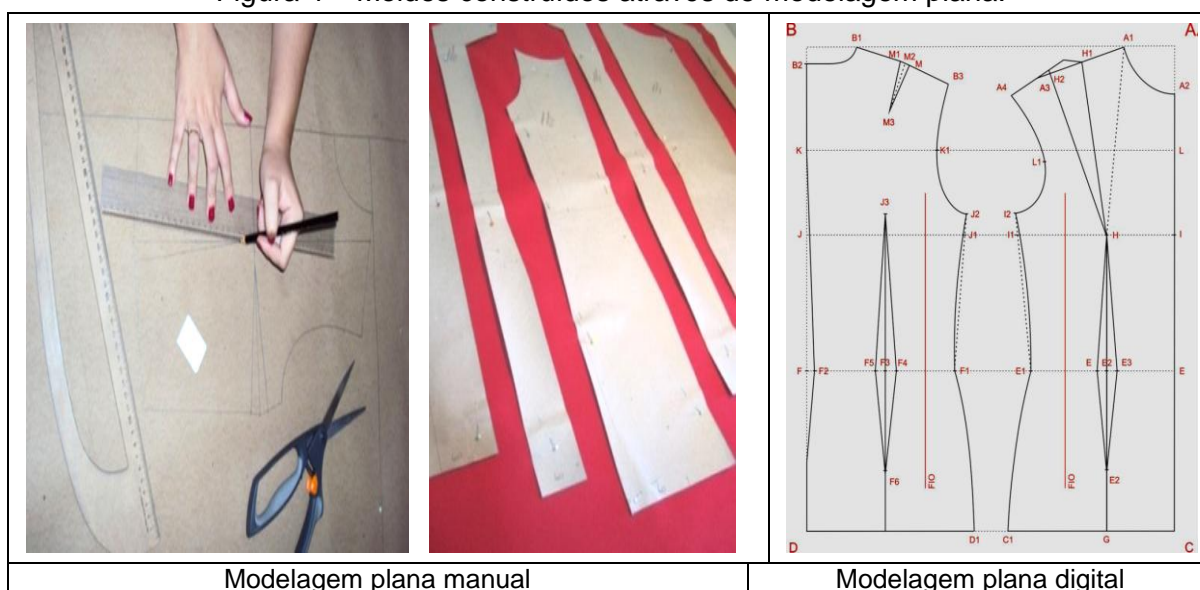 Figura 1 – Moldes construídos através de modelagem plana.
B
A
B1
A1
M1
M2
M
H1
H2
B2
B3
A3
A4
A2
M3
K
K1
L1
L
J3
J2
I2
J
J1
I1
H
I
F
F2
F5
F3
F4
F1
E1
E
E2
E3
E
F6
FIO
FIO
E2
D
D1
C1
G
C
Modelagem plana manual
Modelagem plana digital